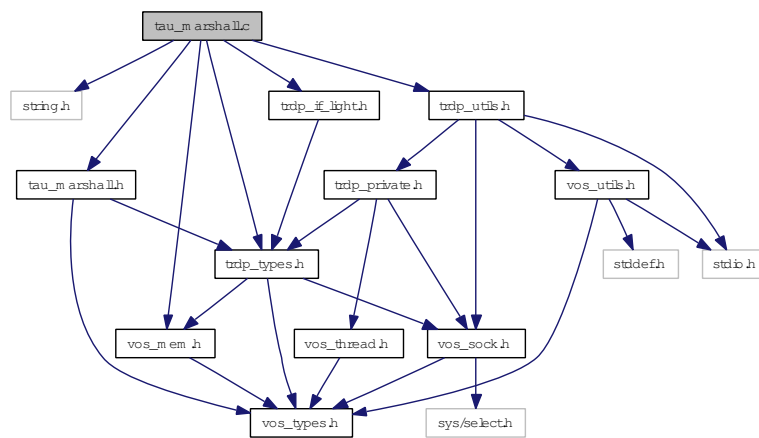 tau_marshall.c
string.h
trdp_if_light.h
trdp_utils.h
tau_marshall.h
trdp_private.h
vos_utils.h
trdp_types.h
stddef.h
stdio.h
vos_mem.h
vos_thread.h
vos_sock.h
vos_types.h
sys/select.h